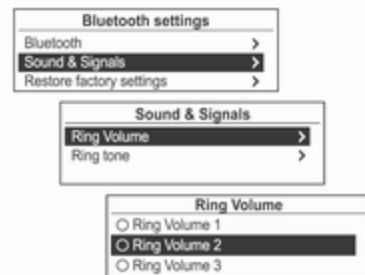 Bluetooth settings
Bluetooth
Sound & Signals
Restore factory settings
Sound & Signals
Ring Volume
Ring tone
Ring Volume
Ring Volume 1
Ring Volume 2
Ring Volume 3